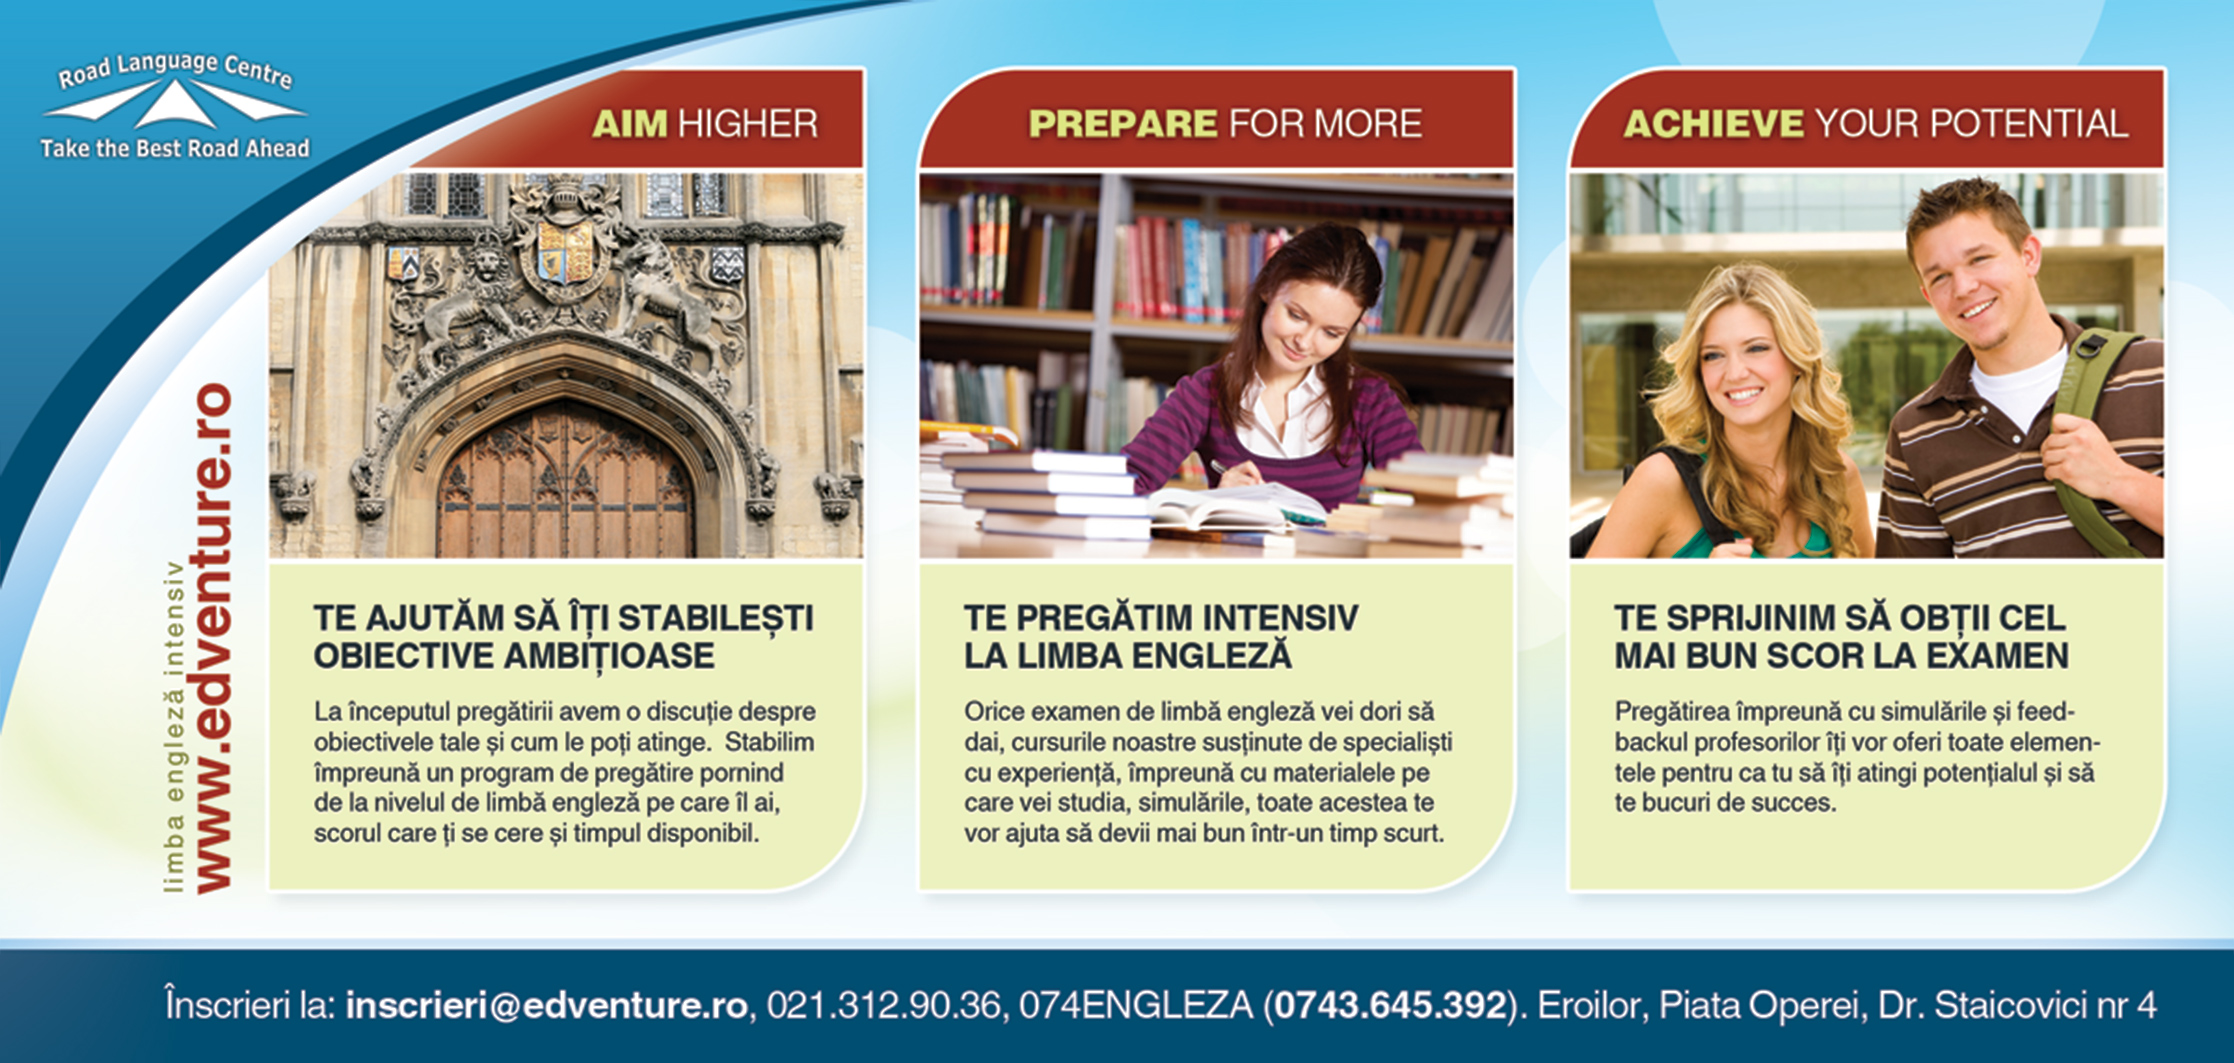 Road Language Centre
Take the Best Road Ahead
limba engleză intensiv
www.edventure.ro
AIM HIGHER
TE AJUTĂM SĂ ÎȚI STABILEȘTI
OBIECTIVE AMBIȚIOASE
La începutul pregătirii avem o discuție despre
obiectivele tale și cum le poți atinge.  Stabilim
împreună un program de pregătire pornind
de la nivelul de limbă engleză pe care îl ai,
scorul care ți se cere și timpul disponibil.
PREPARE FOR MORE
TE PREGĂTIM INTENSIV
LA LIMBA ENGLEZĂ
Orice examen de limbă engleză vei dori să
dai, cursurile noastre susținute de specialiști
cu experiență, împreună cu materialele pe
care vei studia, simulările, toate acestea te
vor ajuta să devii mai bun într-un timp scurt.
ACHIEVE YOUR POTENTIAL
TE SPRIJINIM SĂ OBȚII CEL
MAI BUN SCOR LA EXAMEN
Pregătirea împreună cu simulările și feed-
backul profesorilor îți vor oferi toate elemen-
tele pentru ca tu să îți atingi potențialul și să
te bucuri de succes.
Înscrieri la: inscrieri@edventure.ro, 021.312.90.36, 074ENGLEZA (0743.645.392). Eroilor, Piata Operei, Dr. Staicovici nr 4